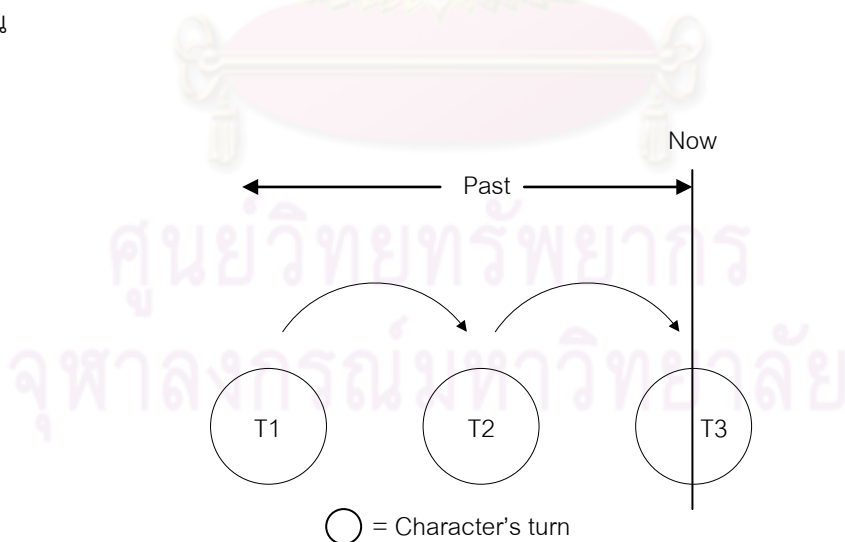 น
Now
Past
ศูนย์วิทยทรัพยากร
จุฬาลงกรณ์มหาวิทยาลัย
T1 T2 T3
= Character's turn